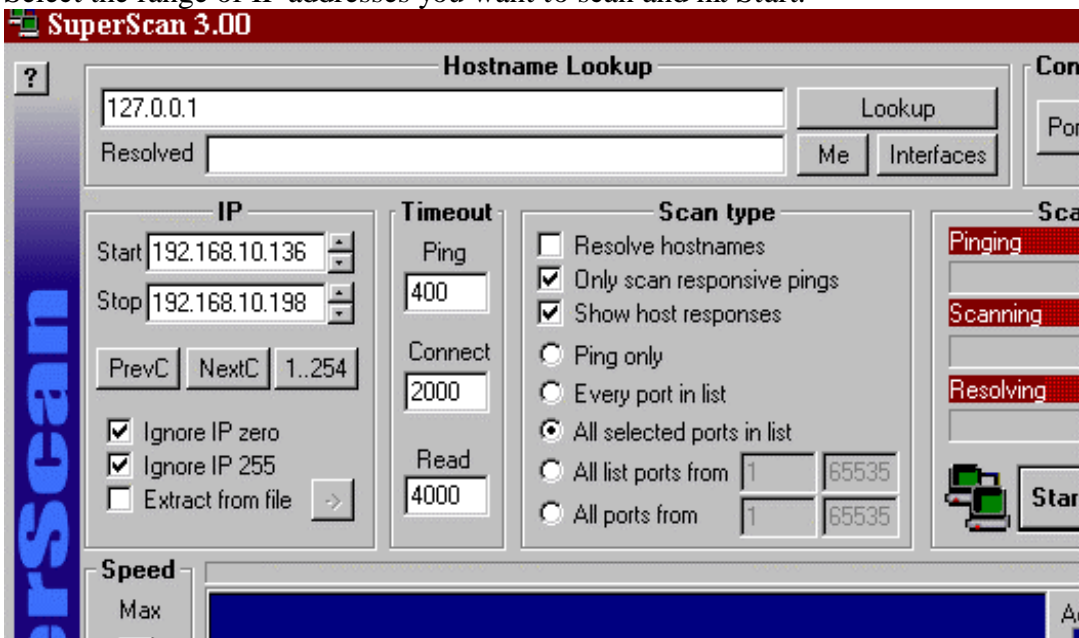 Select the range of IP addresses you want to scan and hit Start.
SuperScan 3.00
?
Hostname Lookup
127.0.0.1
Lookup
Resolved
Me
Interfaces
IP
Start 192.168.10.136
Stop 192.168.10.198
PrevC
NextC
1..254
Ignore IP zero
Ignore IP 255
Extract from file
->
Timeout
Ping
400
Connect
2000
Read
4000
Scan type
Resolve hostnames
Only scan responsive pings
Show host responses
Ping only
Every port in list
All selected ports in list
All list ports from 1 65535
All ports from 1 65535
Pinging
Scanning
Resolving
Speed
Max
erScan